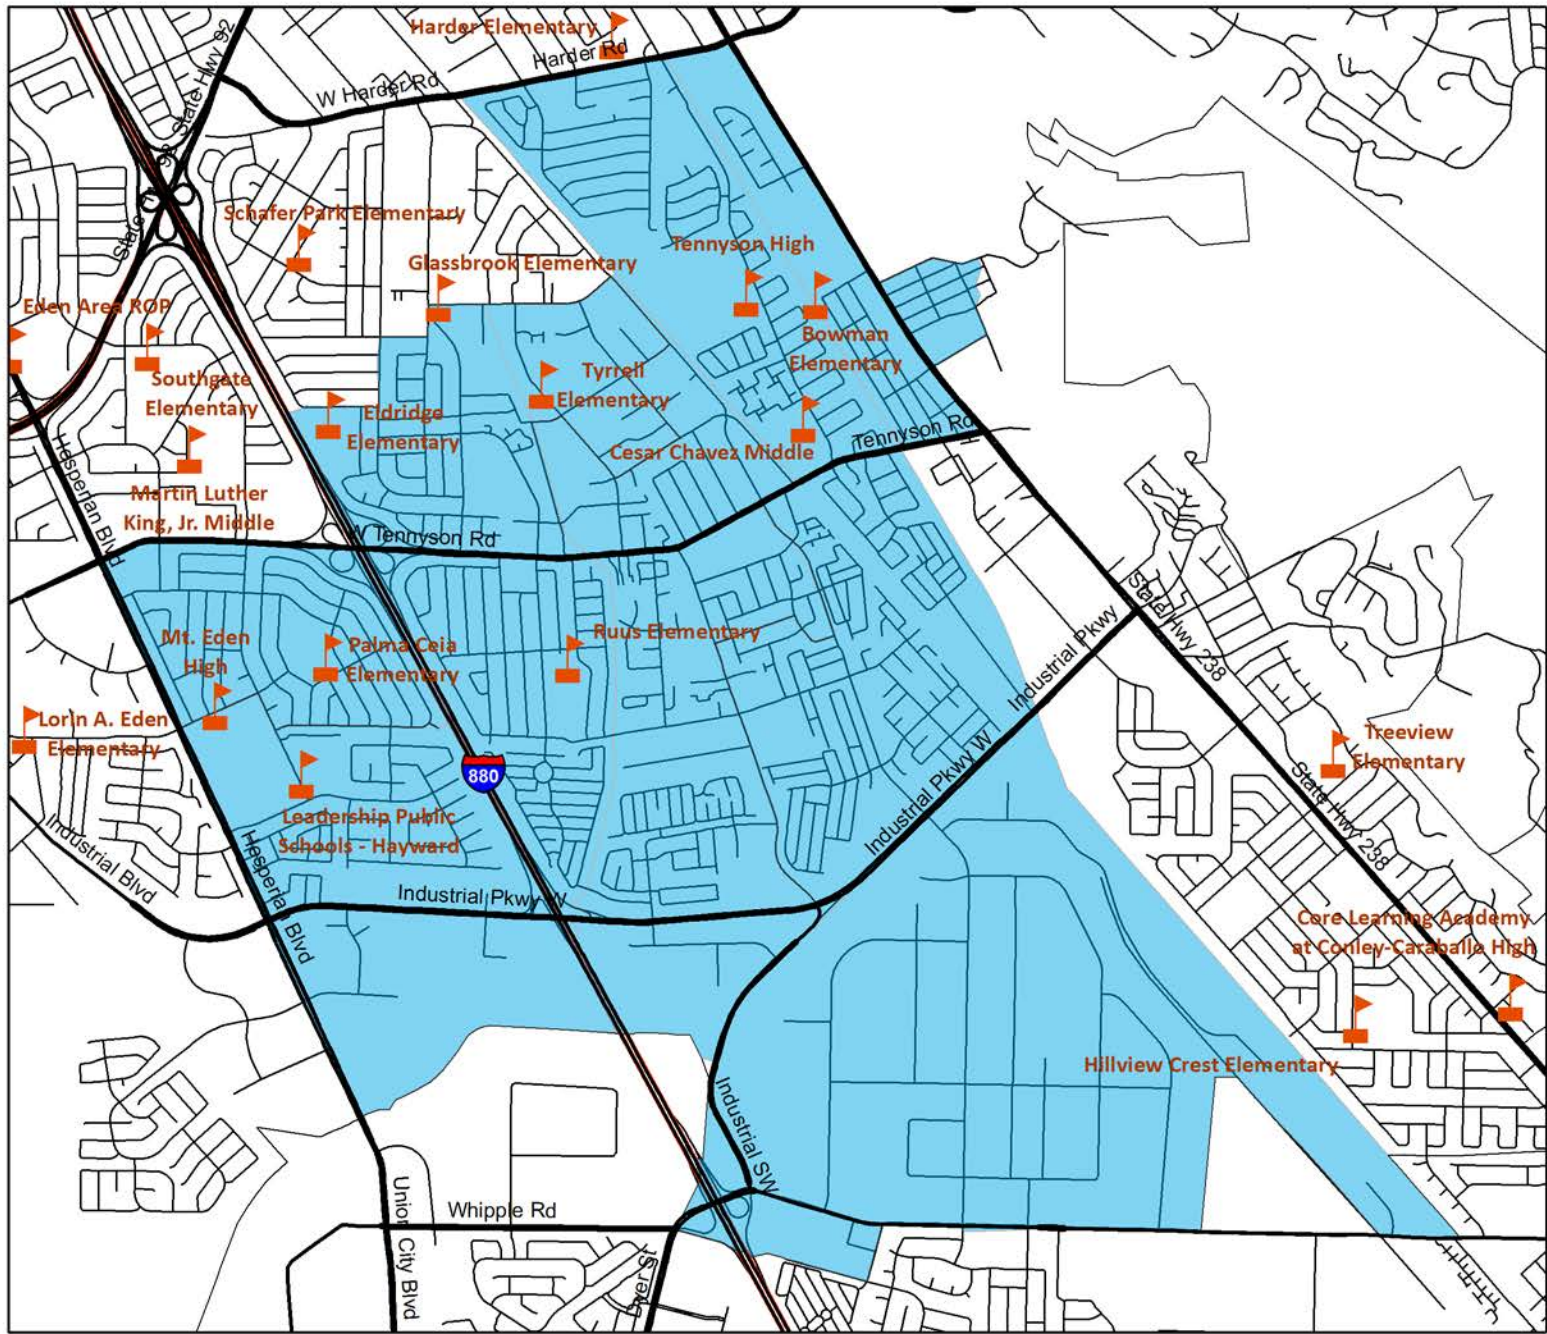 Harder Elementary
State Hwy 92
Harder Rd
W Harder Rd
State Hwy 92
Schafer Park Elementary
Tennyson High
Glassbrook Elementary
Eden Area ROP
Bowman
Elementary
Tyrrell
Elementary
Southgate
Elementary
Eldridge
Elementary
Tennyson Rd
Cesar Chavez Middle
Hesperian Blvd
Martin Luther
King, Jr. Middle
W Tennyson Rd
State Hwy 238
Mt. Eden
High
Palma Ceia
Elementary
Ruus Elementary
Industrial Pkwy
Lorin A. Eden
Elementary
Treeview
Elementary
880
Industrial Pkwy W
State Hwy 238
Leadership Public
Schools - Hayward
Industrial Blvd
Hesperian Blvd
Industrial Pkwy W
Core Learning Academy
at Conley-Caraballo High
Hillview Crest Elementary
Industrial SW
Union City Blvd
Whipple Rd
Dyer St